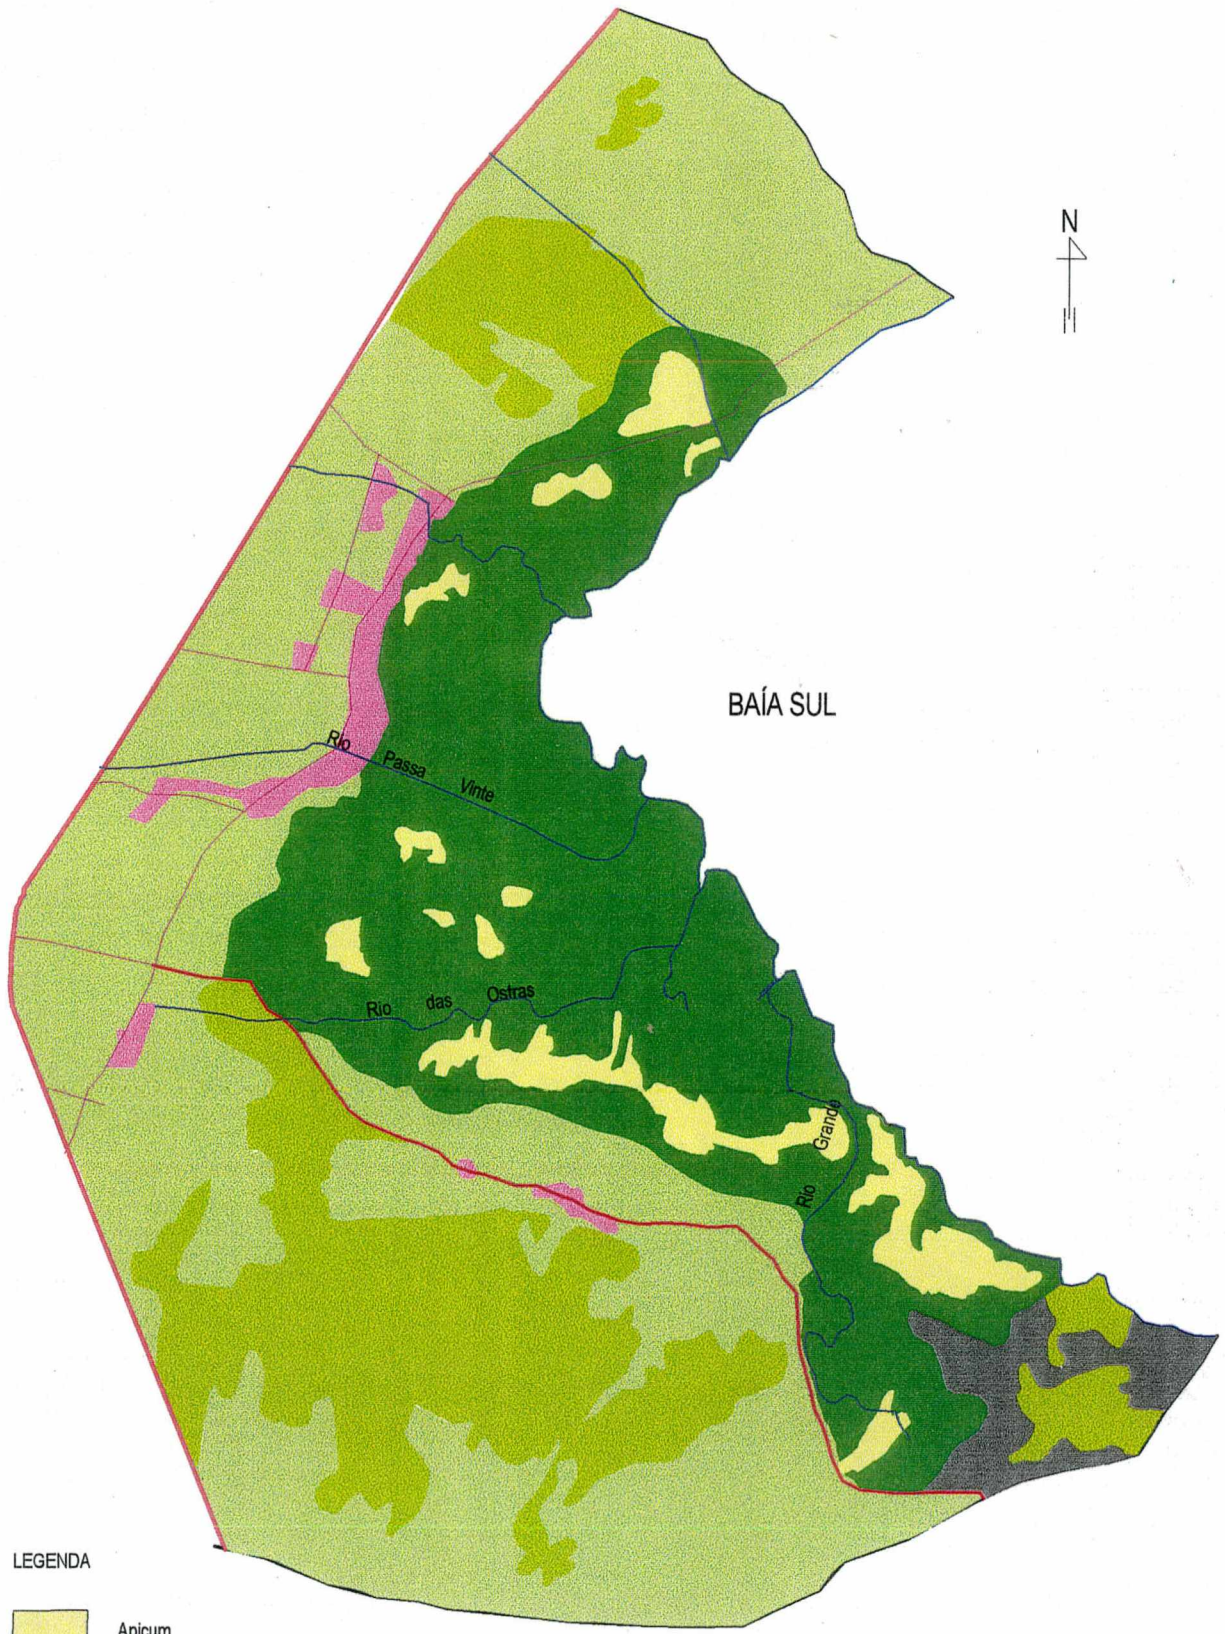 N
BAÍA SUL
Rio Passa Vinte
Rio das Ostras
Rio Grande
LEGENDA
Apicum